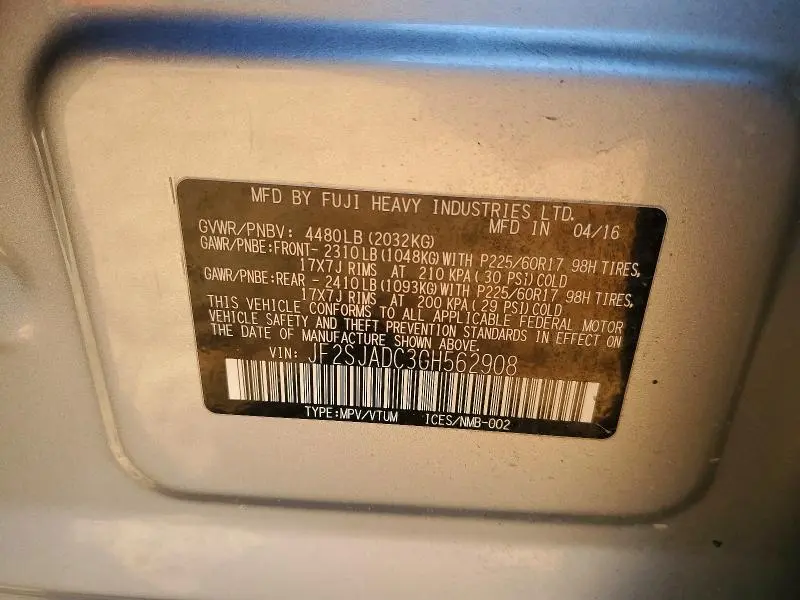 MFD BY FUJI HEAVY INDUSTRIES LTD.
MFD IN 04/16
GVWR/PNBV: 4480LB(2032KG)
GAWR/PNBE:FRONT- 2310LB(1048KG)WITH P225/60R17 98H TIRES,
17X7J RIMS AT 210 KPA( 30 PSI)COLD
GAWR/PNBE:REAR - 2410LB(1093KG)WITH P225/60R17 98H TIRES,
17X7J RIMS AT 200 KPA( 29 PSI)COLD
THIS VEHICLE CONFORMS TO ALL APPLICABLE FEDERAL MOTOR
VEHICLE SAFETY AND THEFT PREVENTION STANDARDS IN EFFECT ON
THE DATE OF MANUFACTURE SHOWN ABOVE.
VIN: JF2SJADC3GH562908
TYPE:MPV/VTUM ICES/NMB-002